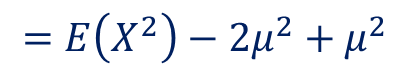 = E(X²) − 2μ² + μ²